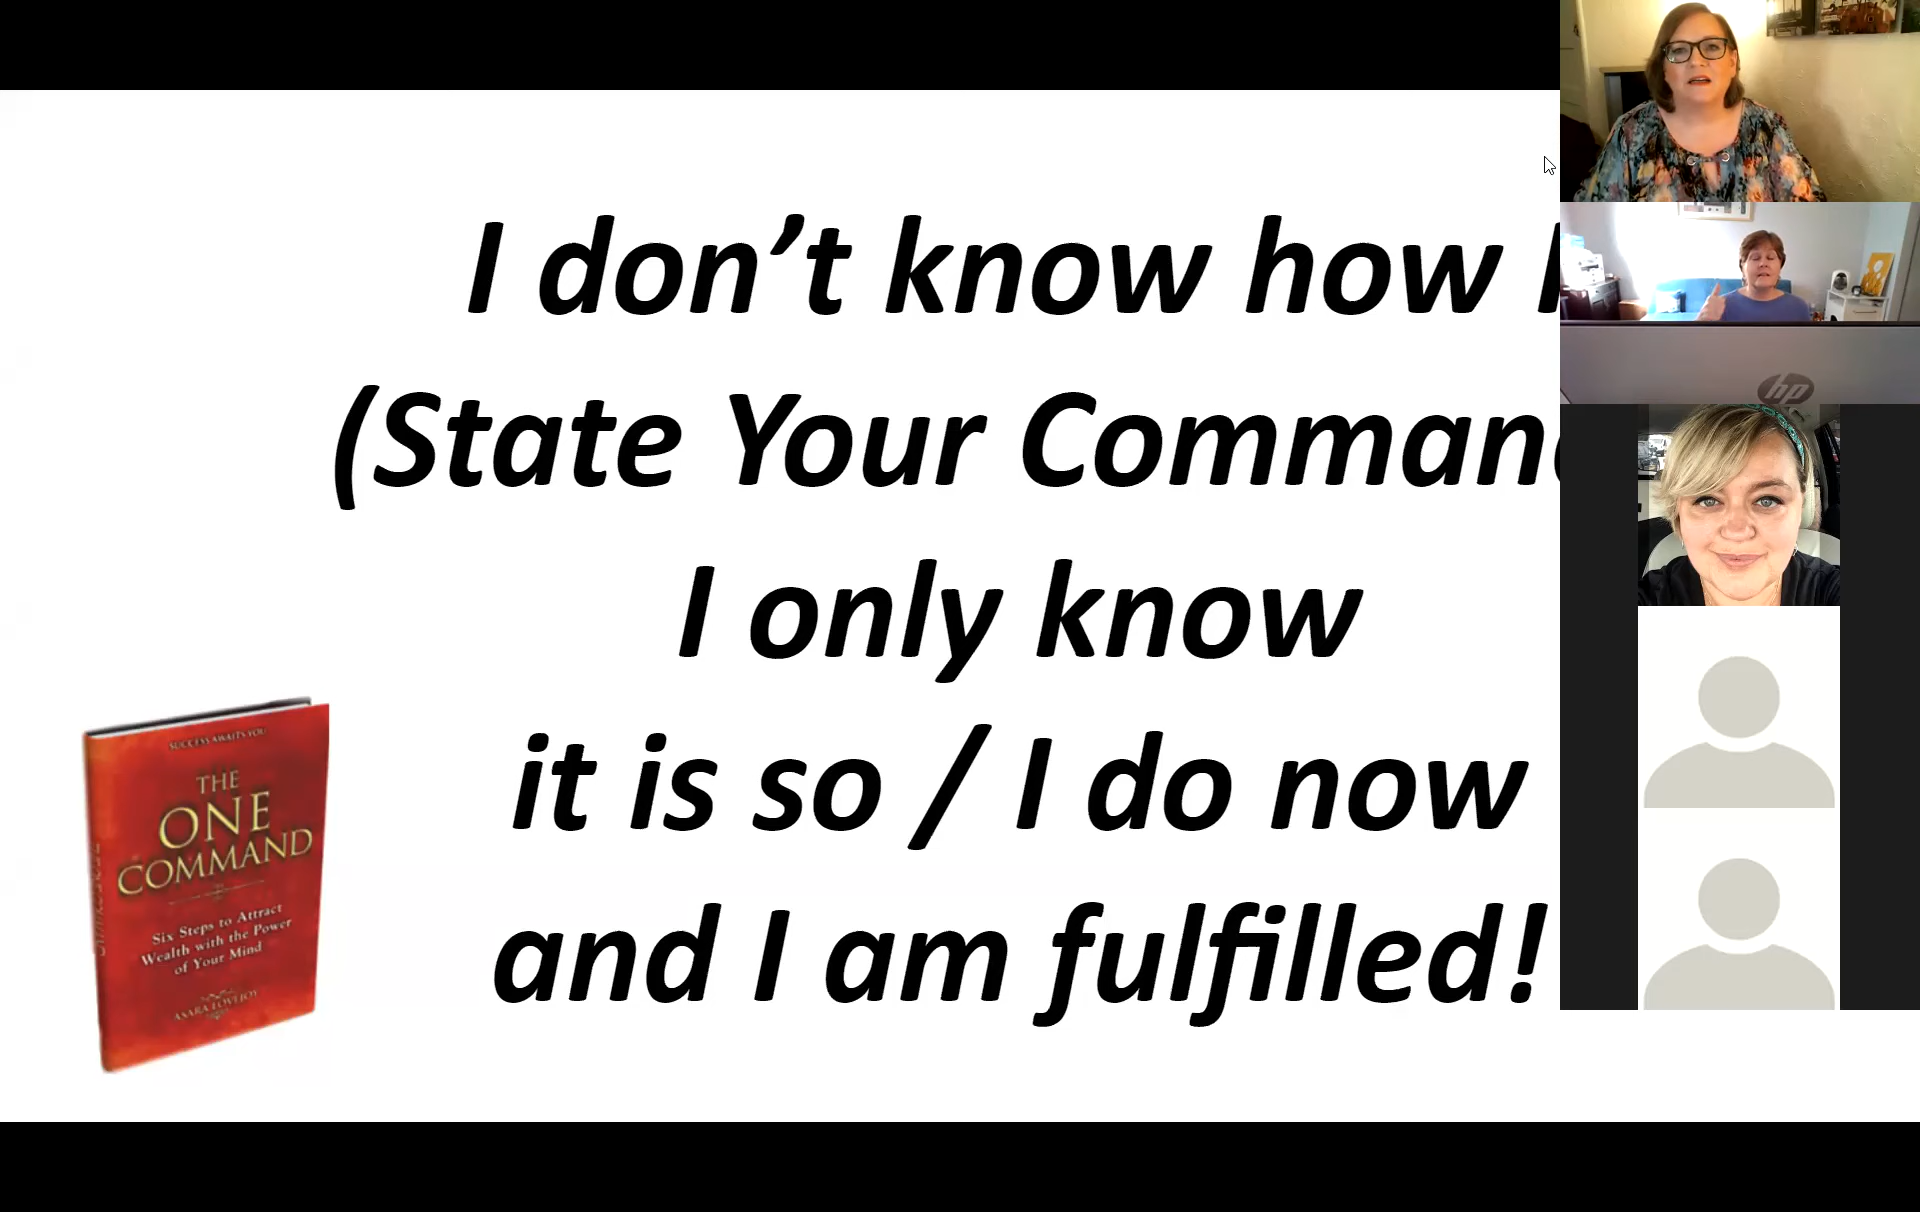 I don’t know how I
(State Your Command
I only know
it is so / I do now
and I am fulfilled!
SUCCESS AWAITS YOU
THE
ONE
COMMAND
Six Steps to Attract
Wealth with the Power
of Your Mind
ASARA LOVEJOY
hp